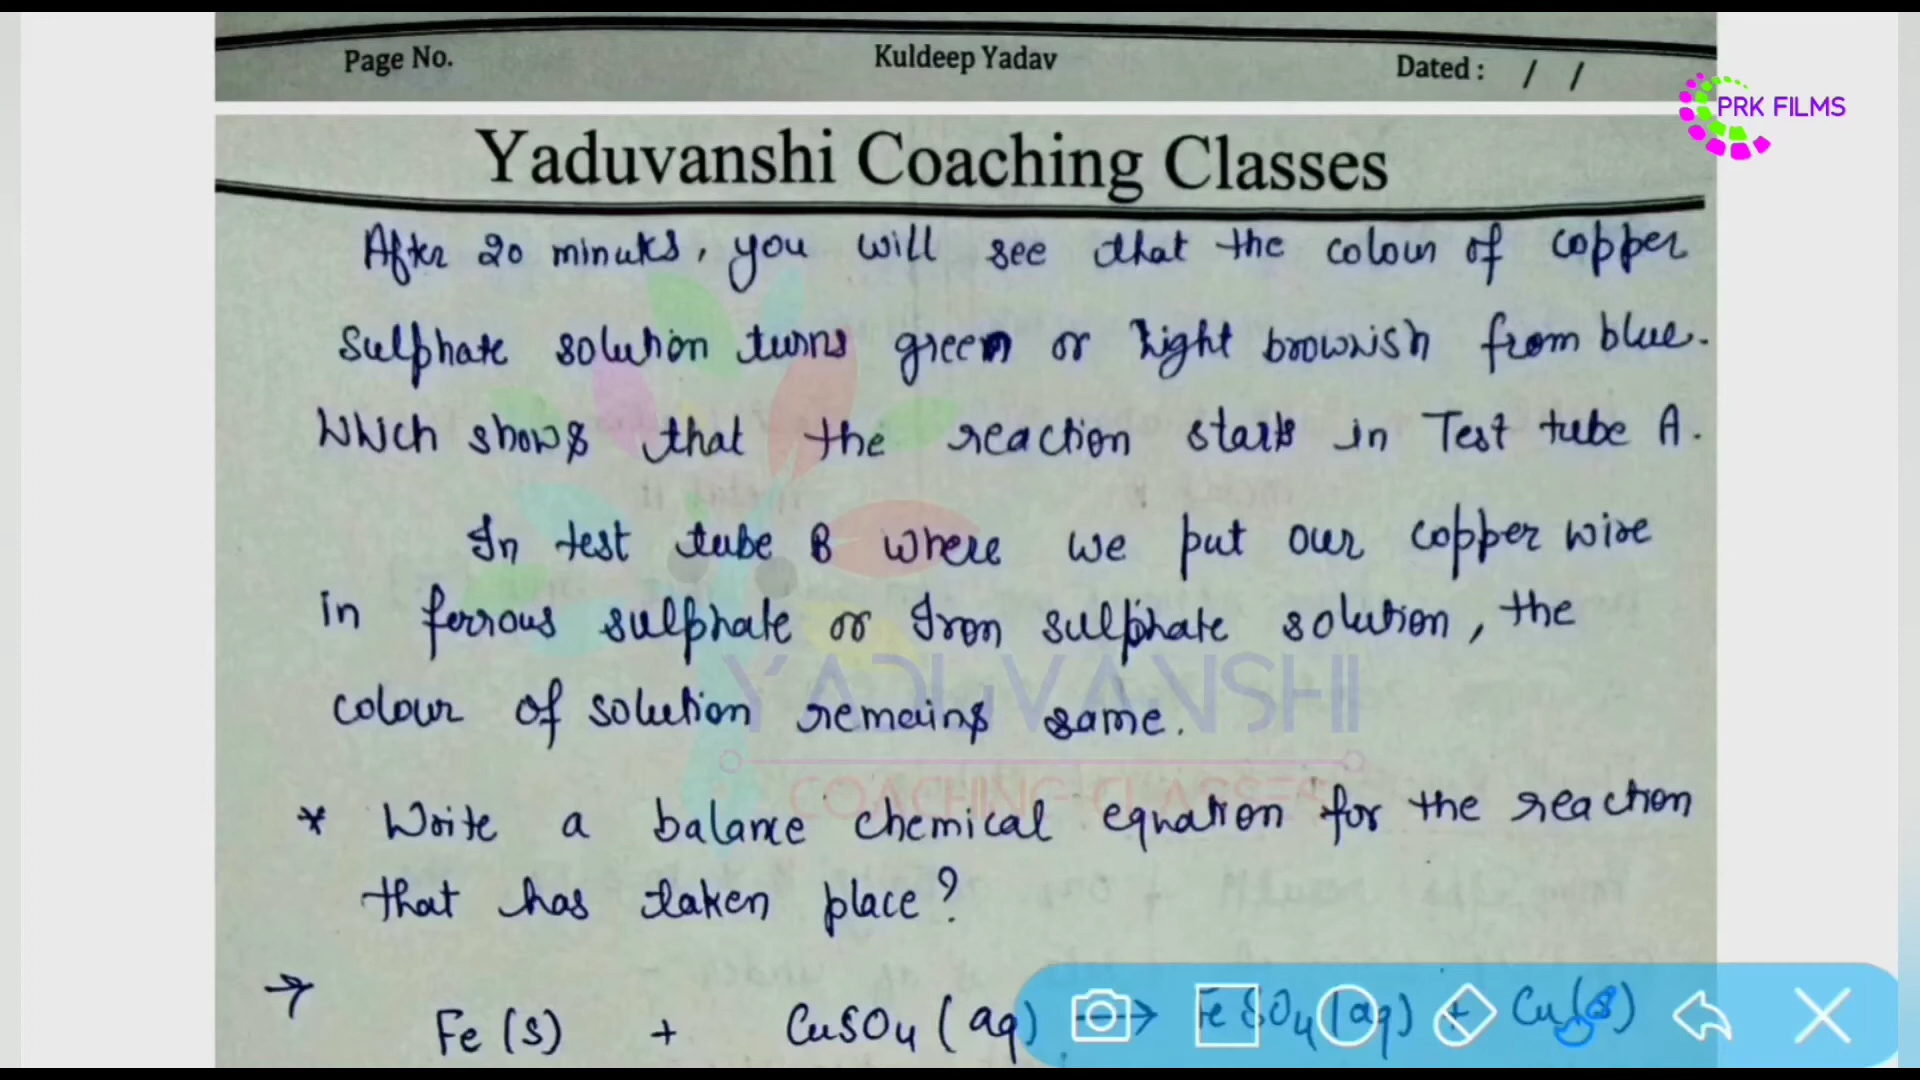 Page No. Kuldeep Yadav Dated : / /
PRK FILMS
Yaduvanshi Coaching Classes
After 20 minutes, you will see that the colour of copper
sulphate solution turns green or light brownish from blue.
Which shows that the reaction starts in Test tube A.
In test tube B where we put our copper wire
in ferrous sulphate or Iron sulphate solution, the
colour of solution remains same.
YADUVANSHI
COACHING CLASSES
* Write a balance chemical equation for the reaction
that has taken place?
→ Fe (s) + CuSO4 (aq) → FeSO4 (aq) + Cu(s)